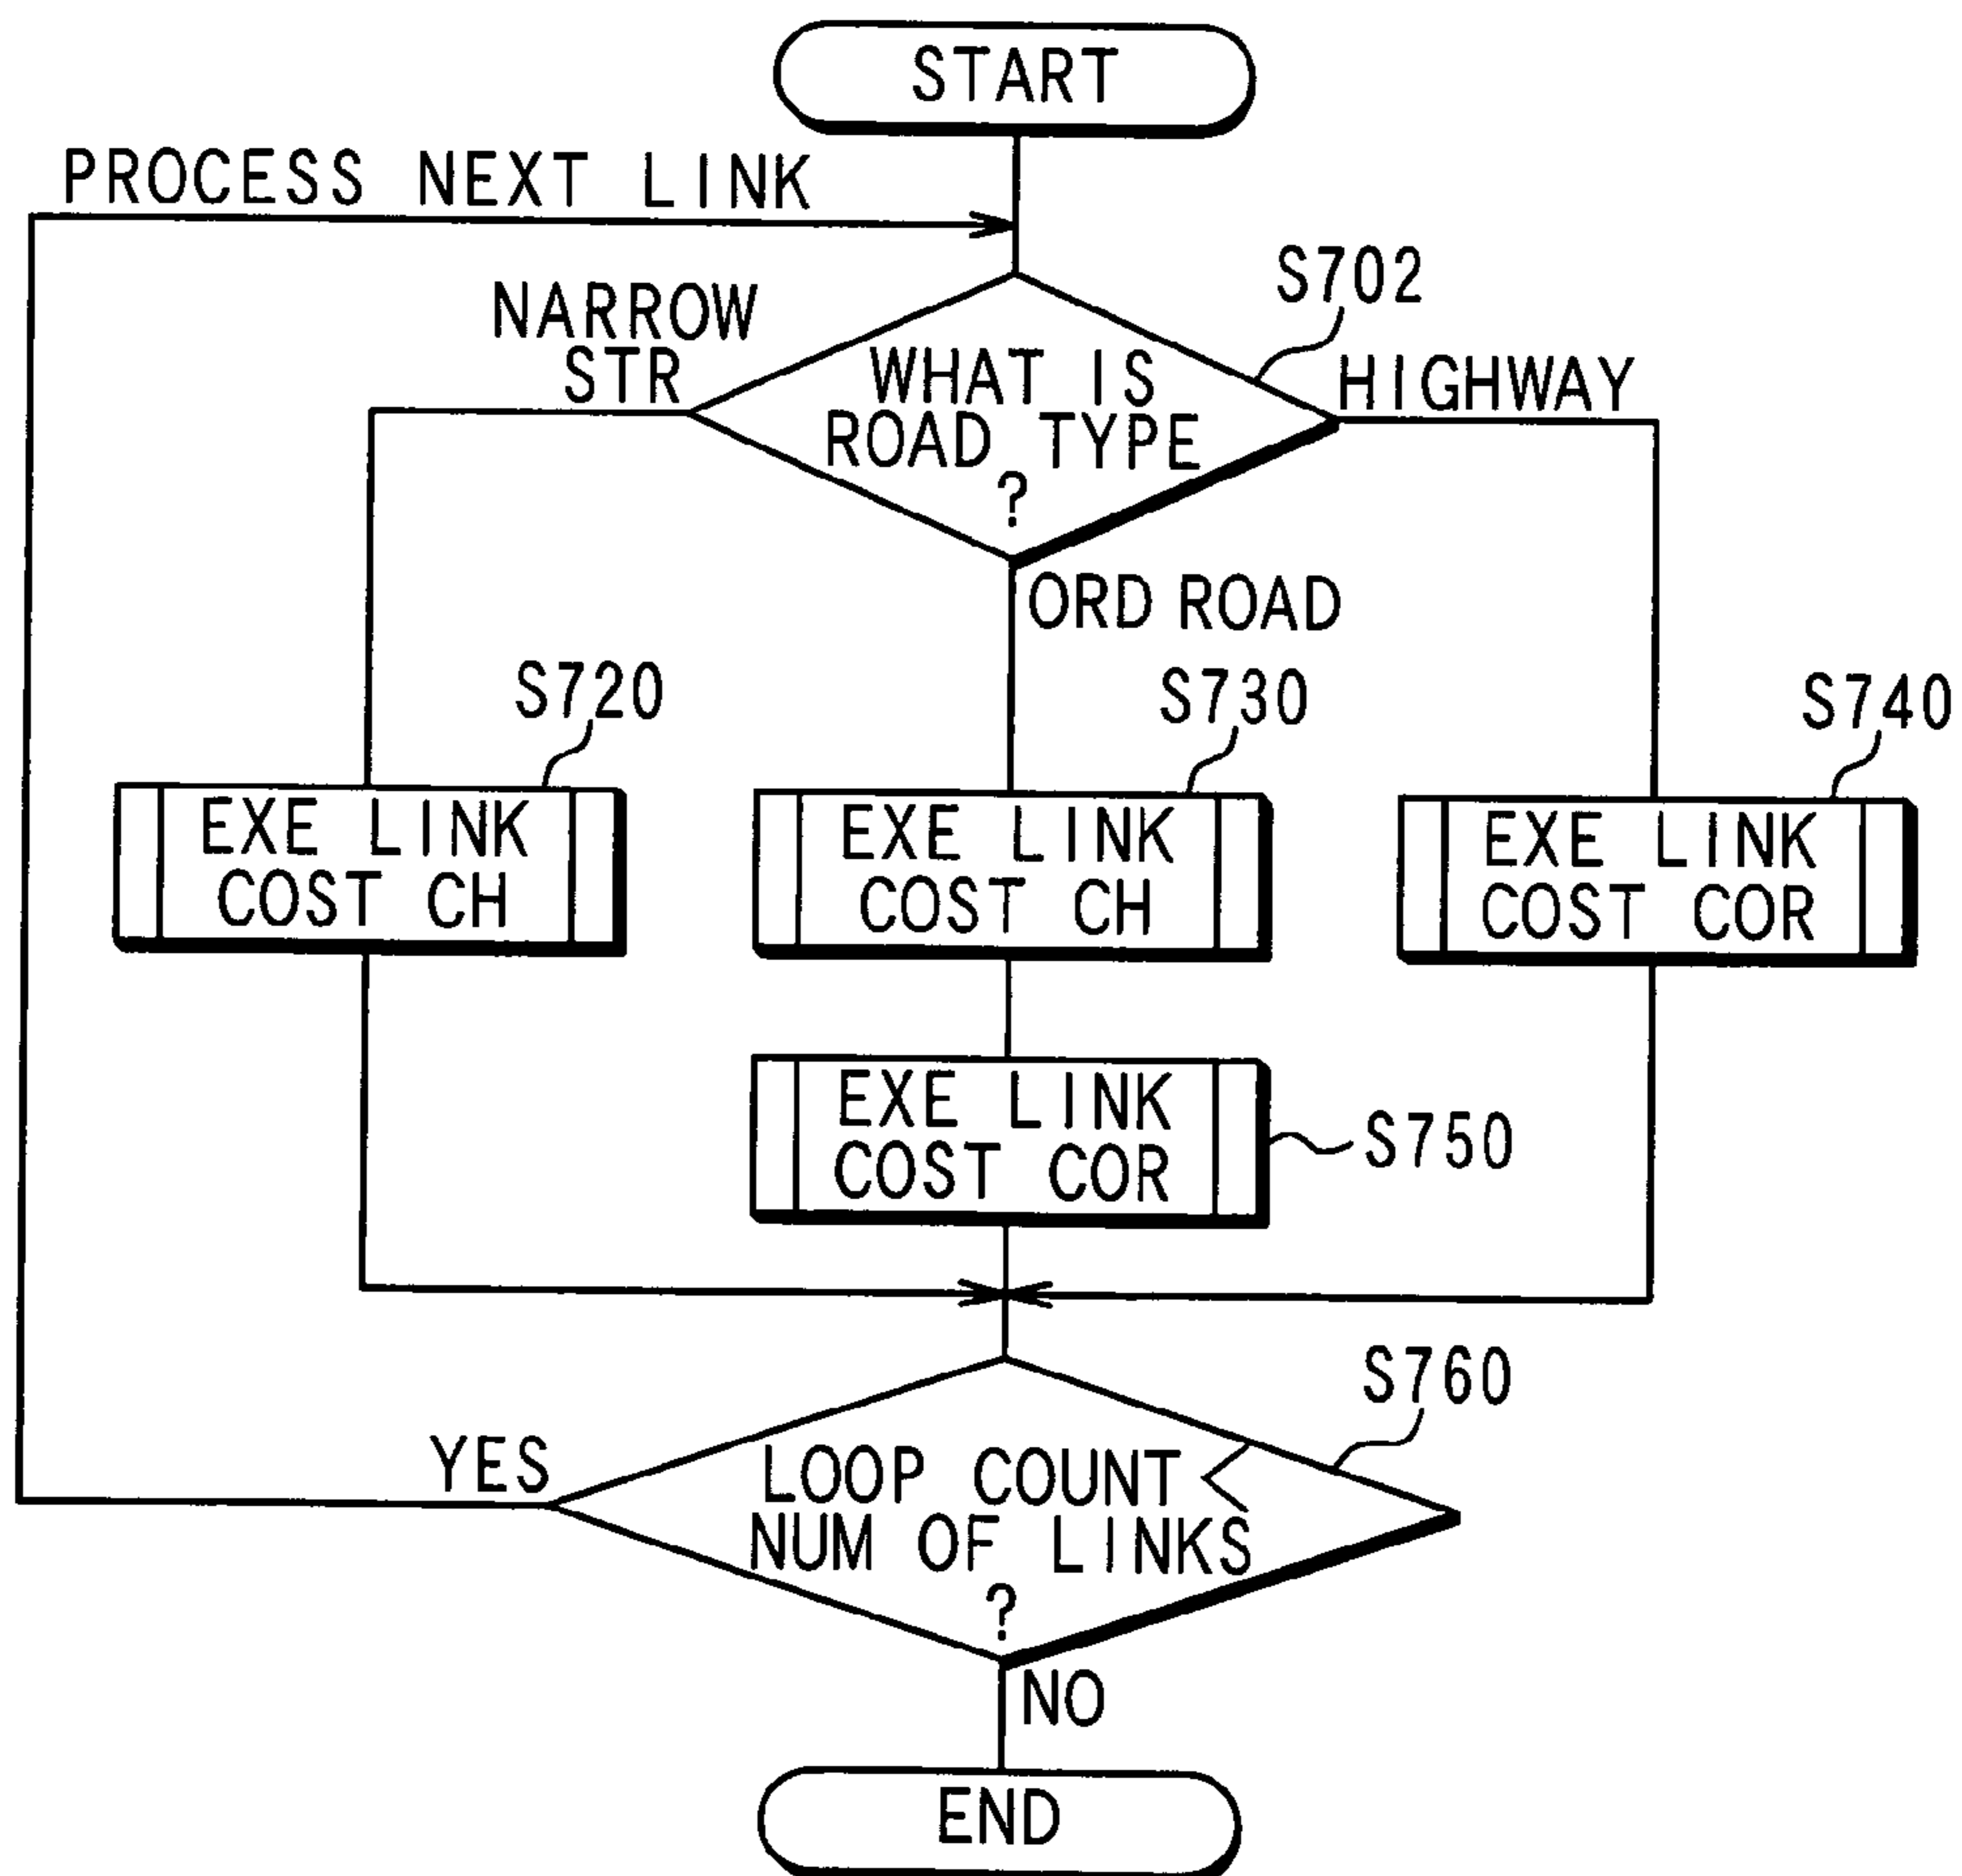 START
PROCESS NEXT LINK
S702
NARROW
STR
WHAT IS
ROAD TYPE
?
HIGHWAY
ORD ROAD
S720
S730
S740
EXE LINK
COST CH
EXE LINK
COST CH
EXE LINK
COST COR
EXE LINK
COST COR
S750
S760
YES
LOOP COUNT <
NUM OF LINKS
?
NO
END